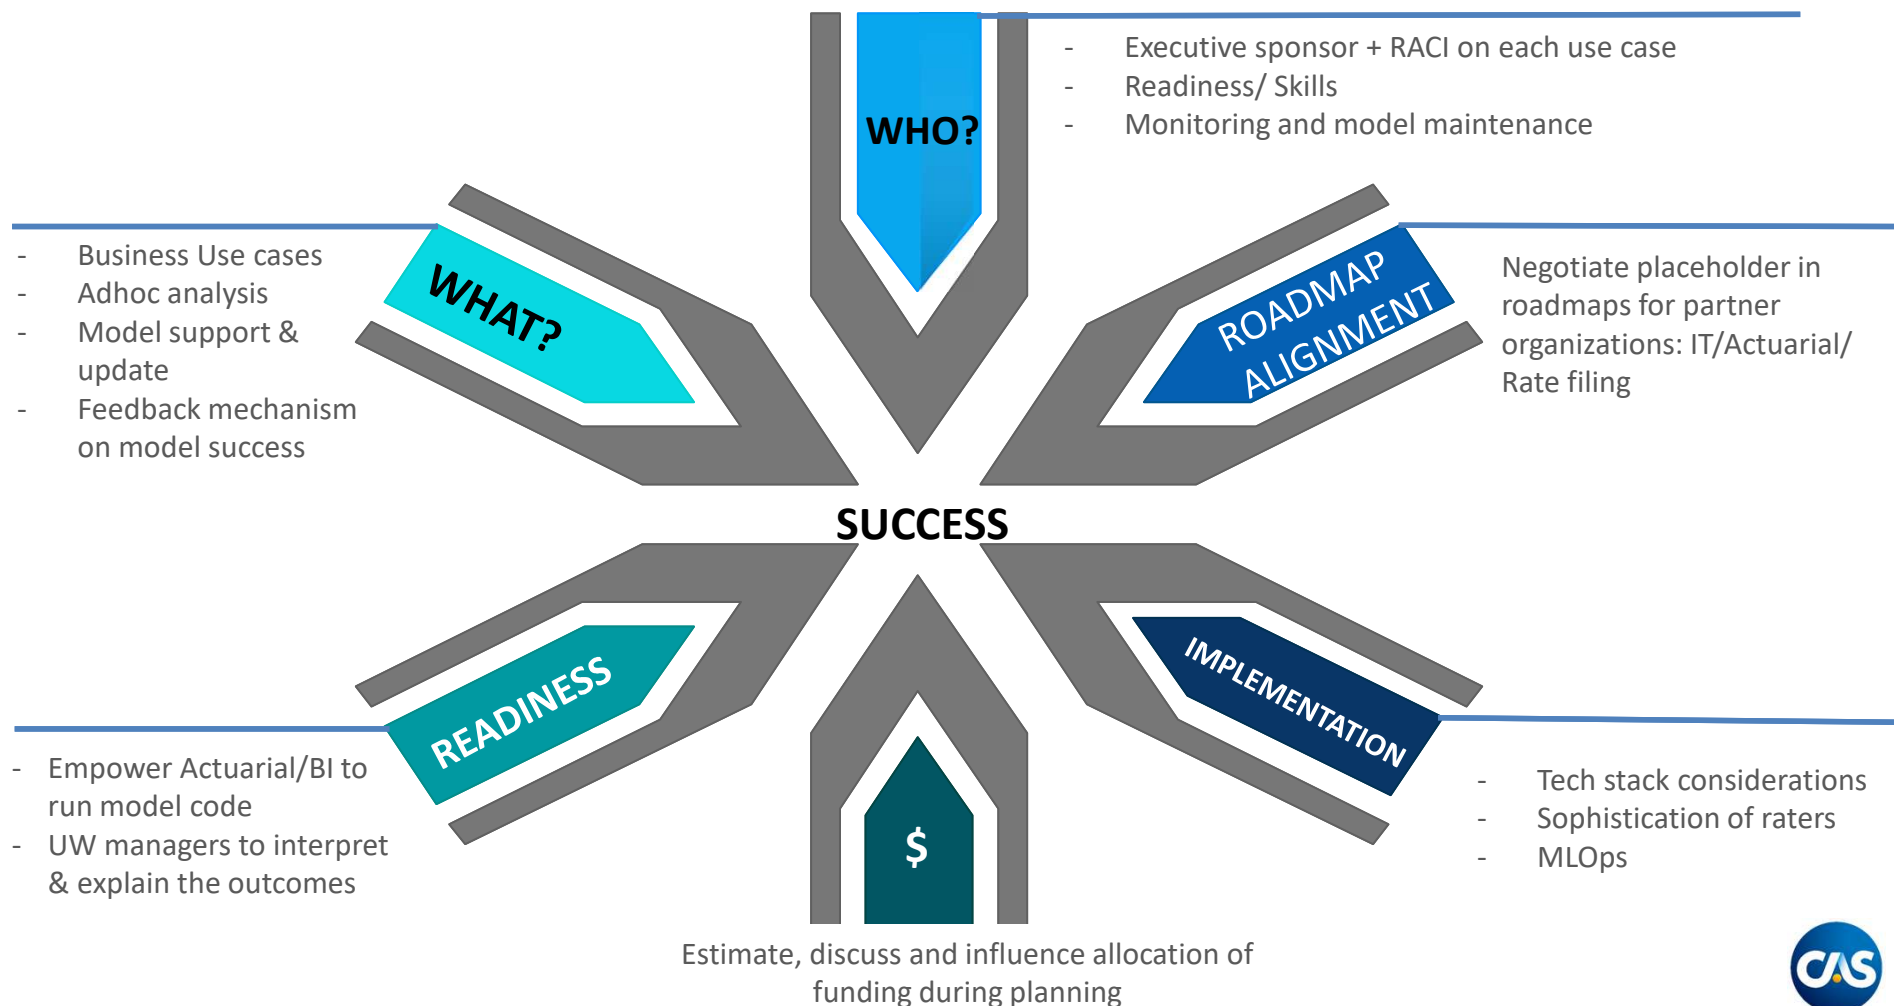 WHO?
- Executive sponsor + RACI on each use case
- Readiness/ Skills
- Monitoring and model maintenance
WHAT?
- Business Use cases
- Adhoc analysis
- Model support &
update
- Feedback mechanism
on model success
ROADMAP
ALIGNMENT
Negotiate placeholder in
roadmaps for partner
organizations: IT/Actuarial/
Rate filing
SUCCESS
READINESS
- Empower Actuarial/BI to
run model code
- UW managers to interpret
& explain the outcomes
$
Estimate, discuss and influence allocation of
funding during planning
IMPLEMENTATION
- Tech stack considerations
- Sophistication of raters
- MLOps
CAS